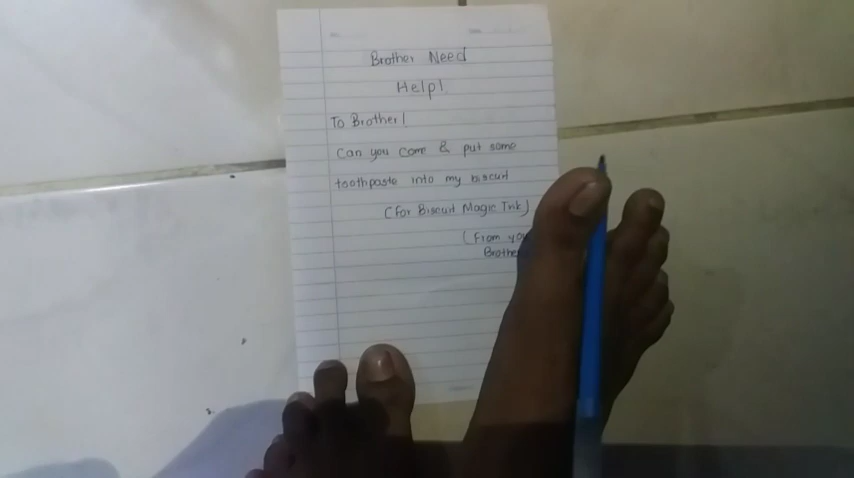 Brother Need
Help!
To Brother!
Can you come & put some
toothpaste into my biscuit
(For Biscuit Magic Ink)
(From
Brother